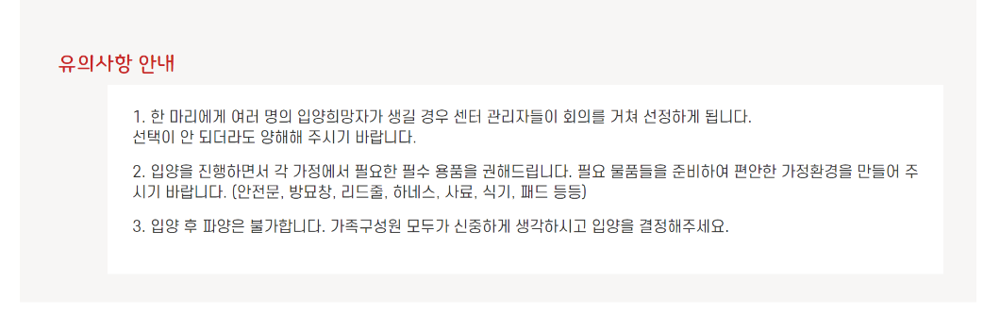 유의사항 안내
1. 한 마리에게 여러 명의 입양희망자가 생길 경우 센터 관리자들이 회의를 거쳐 선정하게 됩니다.
선택이 안 되더라도 양해해 주시기 바랍니다.
2. 입양을 진행하면서 각 가정에서 필요한 필수 용품을 권해드립니다. 필요 물품들을 준비하여 편안한 가정환경을 만들어 주
시기 바랍니다. (안전문, 방묘창, 리드줄, 하네스, 사료, 식기, 패드 등등)
3. 입양 후 파양은 불가합니다. 가족구성원 모두가 신중하게 생각하시고 입양을 결정해주세요.